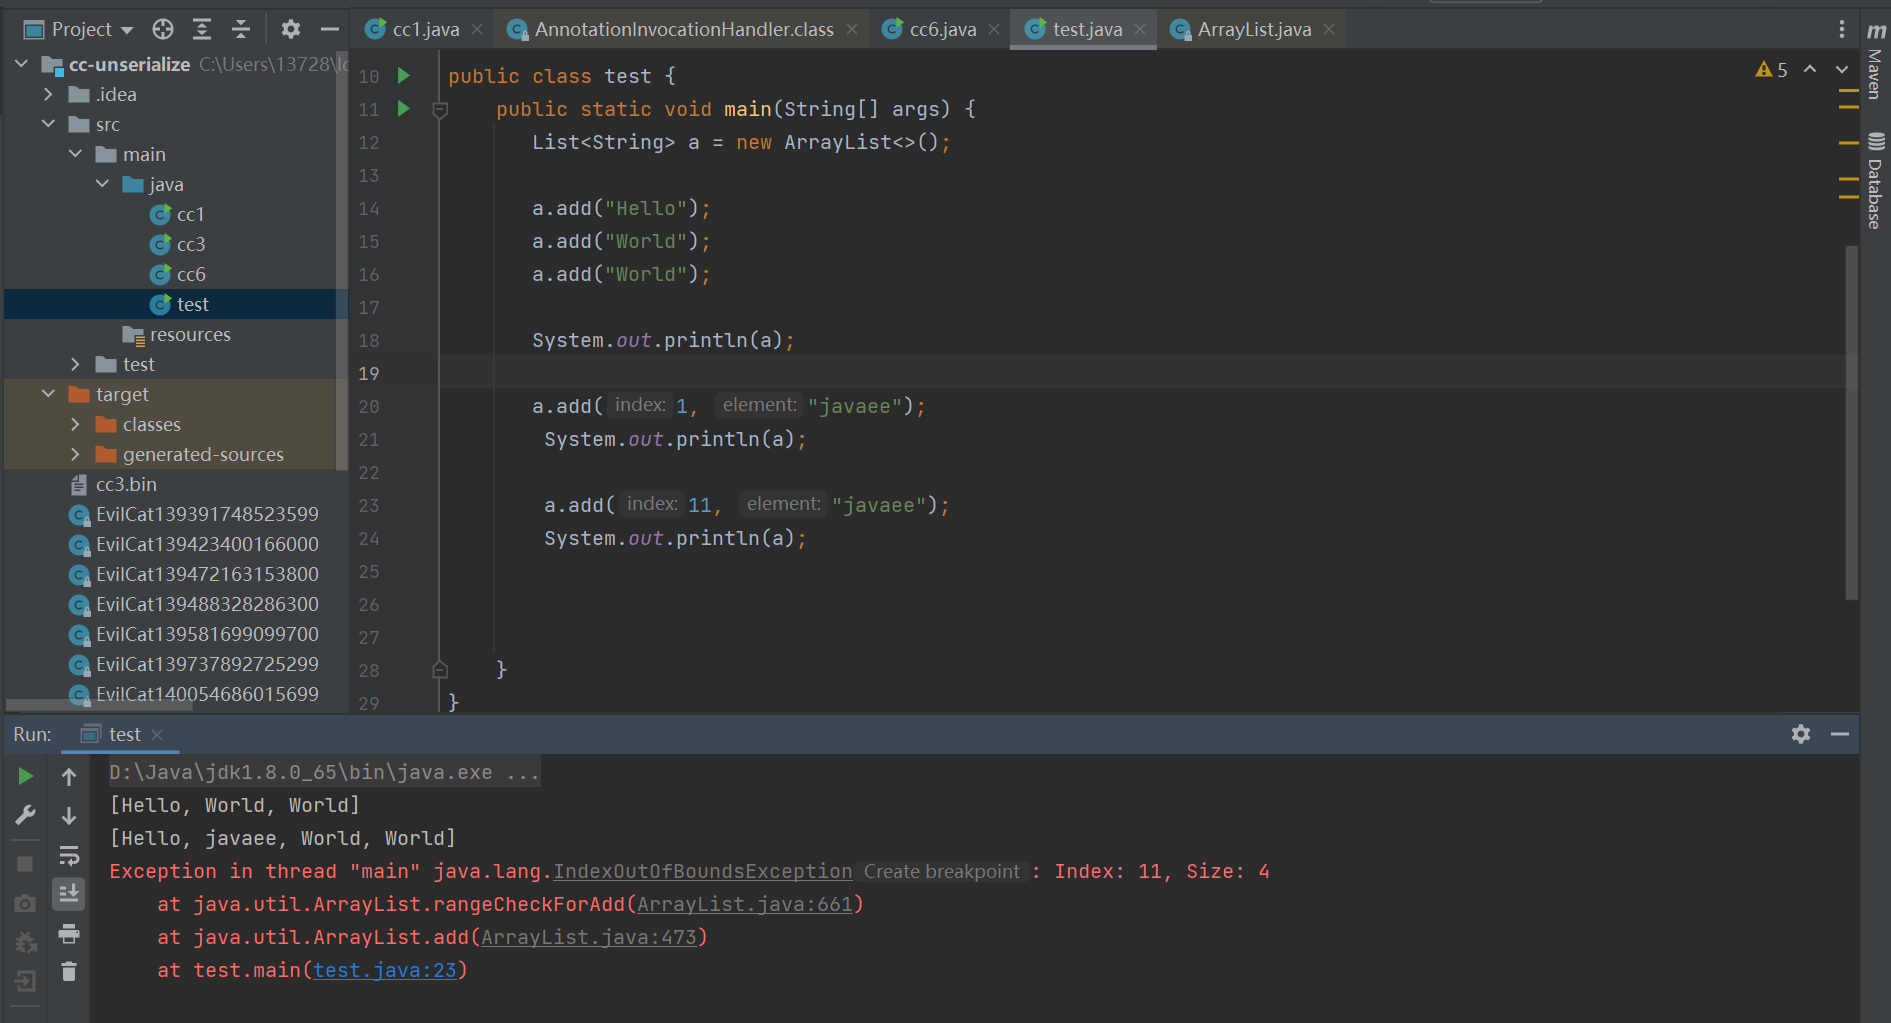 Project
cc1.java
AnnotationInvocationHandler.class
cc6.java
test.java
ArrayList.java
cc-unserialize C:\Users\13728\Id
.idea
src
main
java
cc1
cc3
cc6
test
resources
test
target
classes
generated-sources
cc3.bin
EvilCat139391748523599
EvilCat139423400166000
EvilCat139472163153800
EvilCat139488328286300
EvilCat139581699099700
EvilCat139737892725299
EvilCat140054686015699
10 public class test {
11 public static void main(String[] args) {
12 List<String> a = new ArrayList<>();
13
14 a.add("Hello");
15 a.add("World");
16 a.add("World");
17
18 System.out.println(a);
19
20 a.add( index: 1, element: "javaee");
21 System.out.println(a);
22
23 a.add( index: 11, element: "javaee");
24 System.out.println(a);
25
26
27
28 }
29 }
5
m Maven
Database
Run: test
D:\Java\jdk1.8.0_65\bin\java.exe ...
[Hello, World, World]
[Hello, javaee, World, World]
Exception in thread "main" java.lang.IndexOutOfBoundsException Create breakpoint : Index: 11, Size: 4
at java.util.ArrayList.rangeCheckForAdd(ArrayList.java:661)
at java.util.ArrayList.add(ArrayList.java:473)
at test.main(test.java:23)